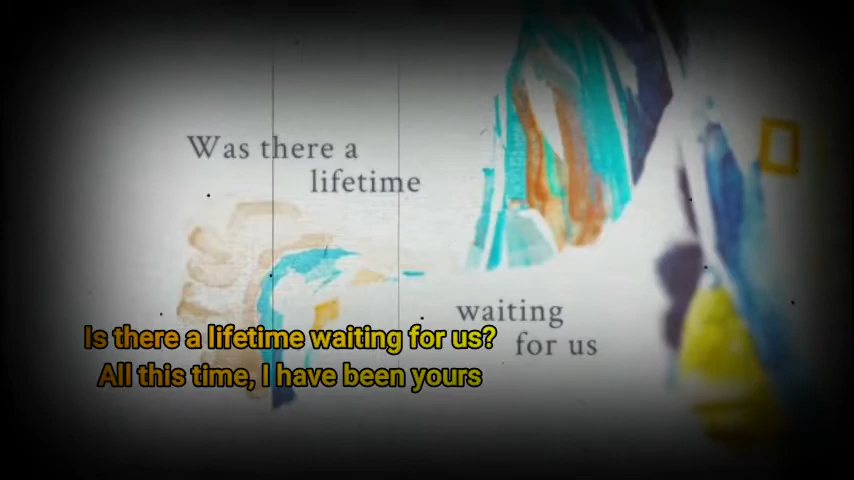 Was there a
lifetime
waiting
for us
Is there a lifetime waiting for us?
All this time, I have been yours